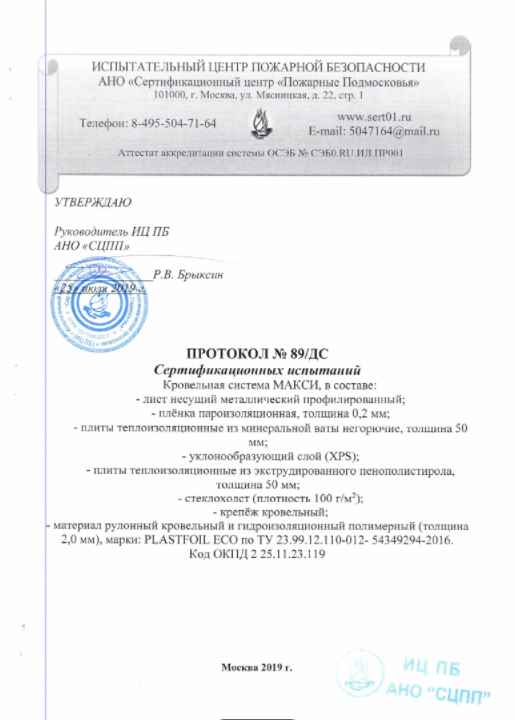 ИСПЫТАТЕЛЬНЫЙ ЦЕНТР ПОЖАРНОЙ БЕЗОПАСНОСТИ
АНО «Сертификационный центр «Пожарные Подмосковья»
101000, г. Москва, ул. Мясницкая, д. 22, стр. 1
Телефон: 8-495-504-71-64
www.sert01.ru
E-mail: 5047164@mail.ru
Аттестат аккредитации системы ОСЭБ № СЭБ0.RU.ИЛ.ПР001
УТВЕРЖДАЮ
Руководитель ИЦ ПБ
АНО «СЦПП»
Р.В. Брыксин
«25» июля 2019 г.
ПРОТОКОЛ № 89/ДС
Сертификационных испытаний
Кровельная система МАКСИ, в составе:
- лист несущий металлический профилированный;
- плёнка пароизоляционная, толщина 0,2 мм;
- плиты теплоизоляционные из минеральной ваты негорючие, толщина 50
мм;
- уклонообразующий слой (XPS);
- плиты теплоизоляционные из экструдированного пенополистирола,
толщина 50 мм;
- стеклохолст (плотность 100 г/м²);
- крепёж кровельный;
- материал рулонный кровельный и гидроизоляционный полимерный (толщина
2,0 мм), марки: PLASTFOIL ECO по ТУ 23.99.12.110-012- 54349294-2016.
Код ОКПД 2 25.11.23.119
Москва 2019 г.
ИЦ ПБ
АНО "СЦПП"